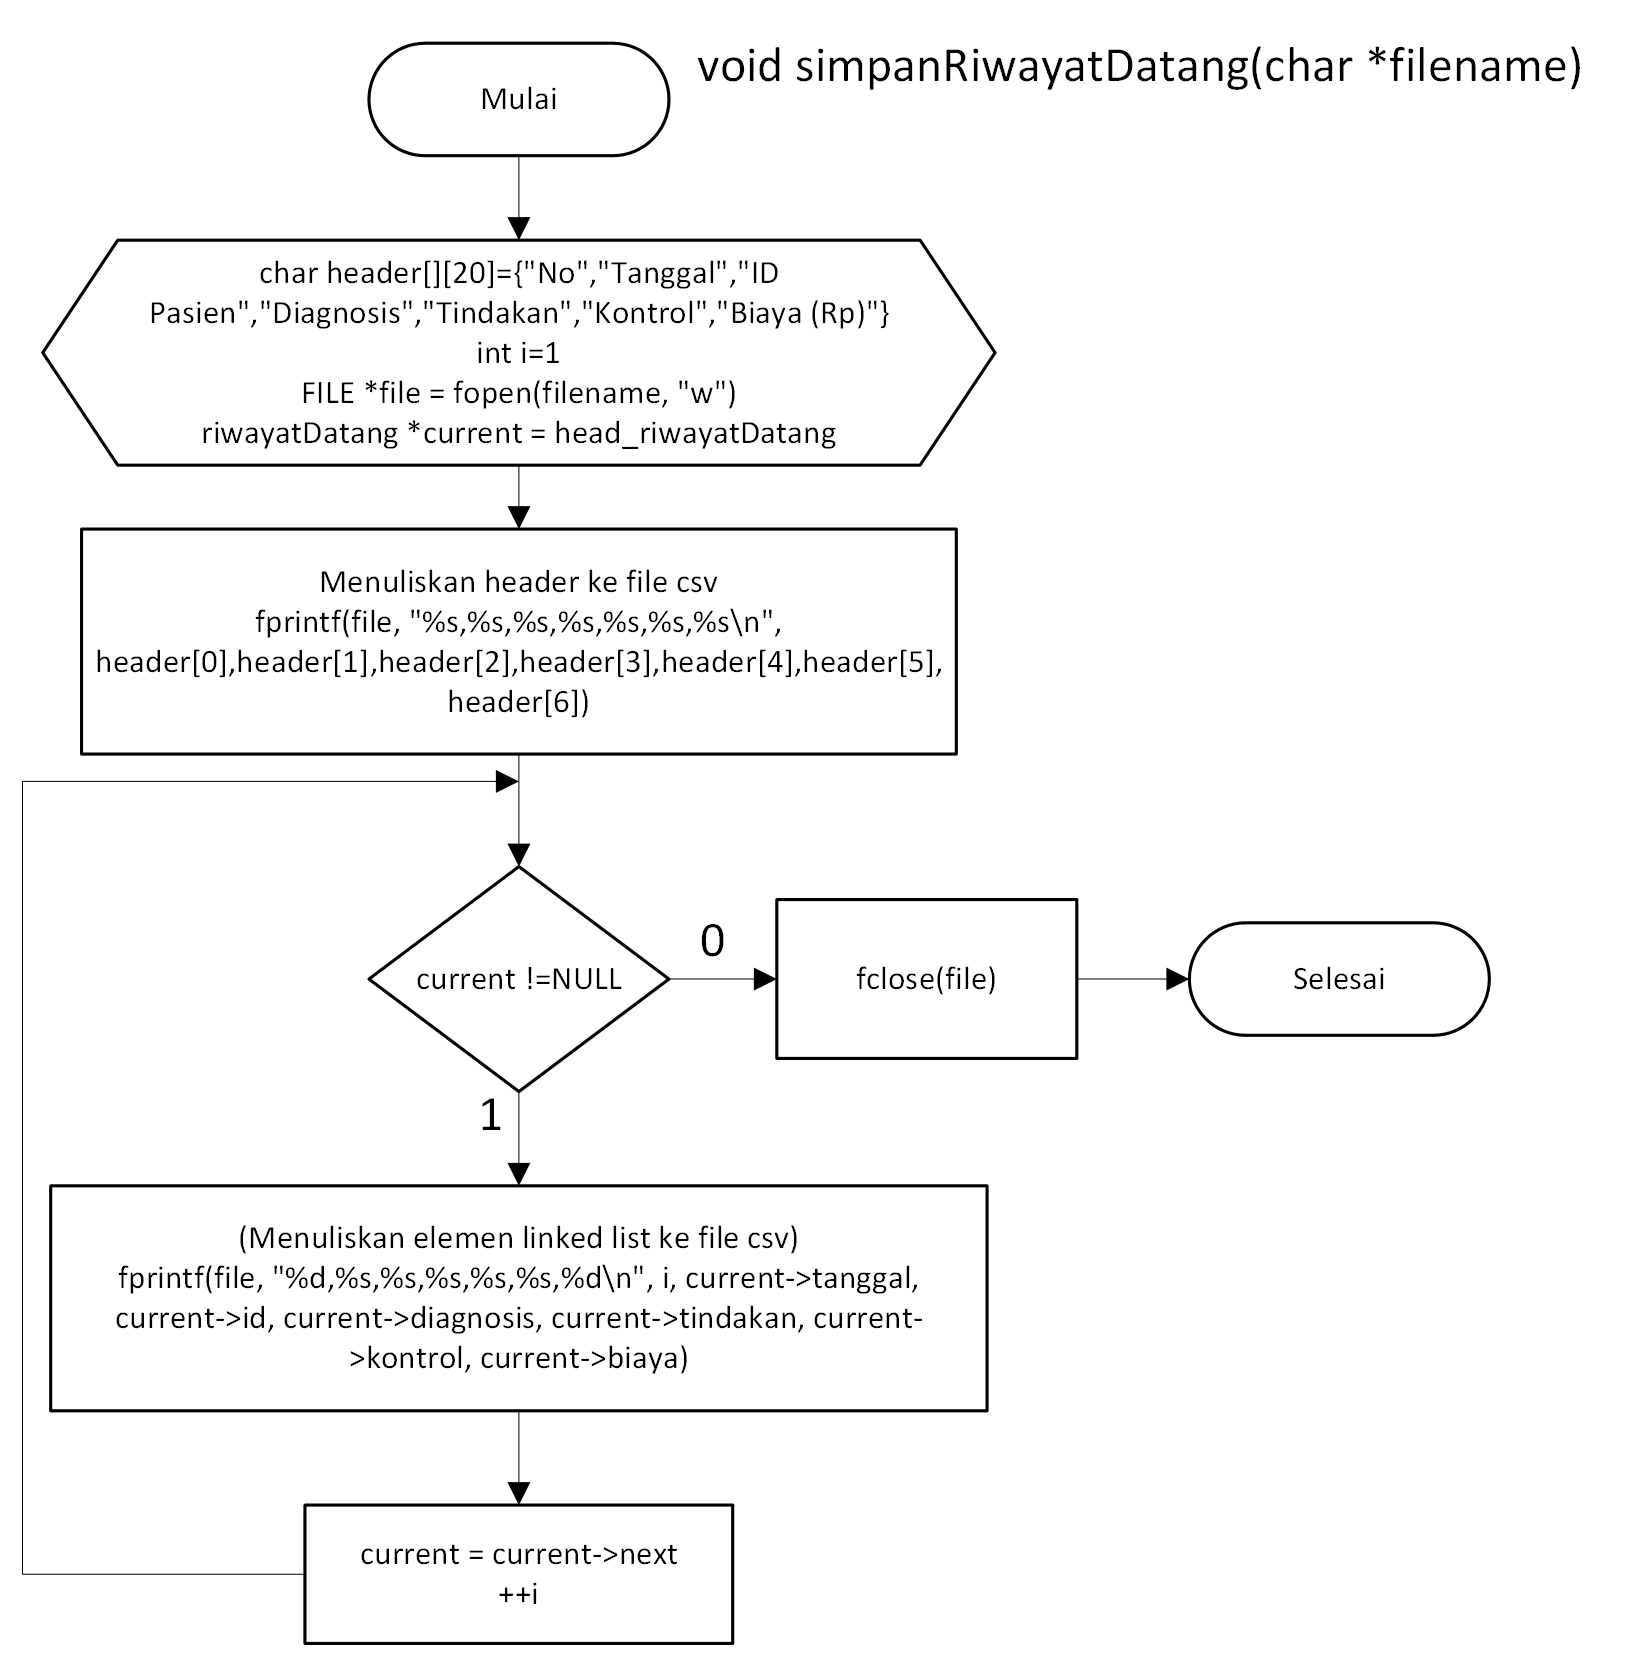 void simpanRiwayatDatang(char *filename)
Mulai
char header[][20]={"No","Tanggal","ID
Pasien","Diagnosis","Tindakan","Kontrol","Biaya (Rp)"}
int i=1
FILE *file = fopen(filename, "w")
riwayatDatang *current = head_riwayatDatang
Menuliskan header ke file csv
fprintf(file, "%s,%s,%s,%s,%s,%s,%s\n",
header[0],header[1],header[2],header[3],header[4],header[5],
header[6])
current !=NULL
0
fclose(file)
Selesai
1
(Menuliskan elemen linked list ke file csv)
fprintf(file, "%d,%s,%s,%s,%s,%s,%d\n", i, current->tanggal,
current->id, current->diagnosis, current->tindakan, current-
>kontrol, current->biaya)
current = current->next
++i